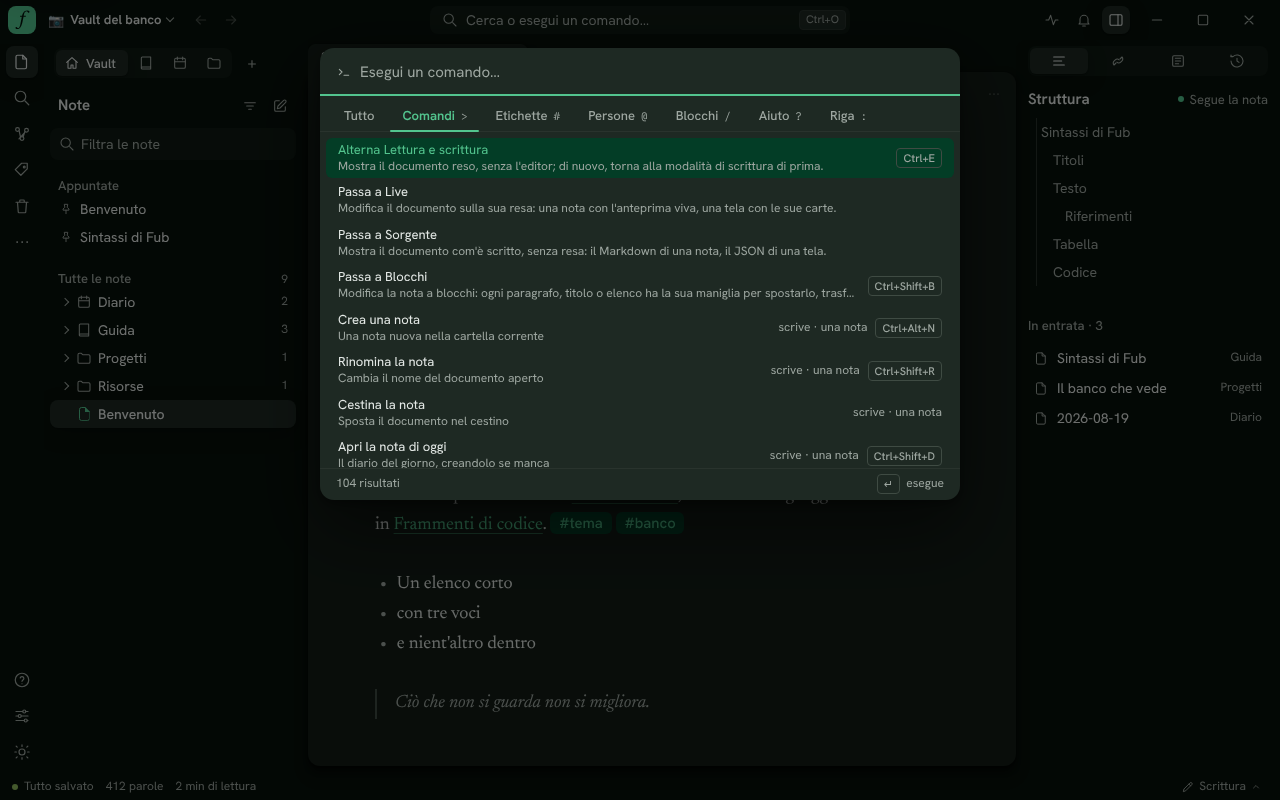 f
Vault del banco
Cerca o esegui un comando...
Ctrl+O
Vault
Note
Filtra le note
Appuntate
Benvenuto
Sintassi di Fub
Tutte le note 9
Diario 2
Guida 3
Progetti 1
Risorse 1
Benvenuto
Esegui un comando...
Tutto
Comandi >
Etichette #
Persone @
Blocchi /
Aiuto ?
Riga :
Alterna Lettura e scrittura
Mostra il documento reso, senza l'editor; di nuovo, torna alla modalità di scrittura di prima.
Ctrl+E
Passa a Live
Modifica il documento sulla sua resa: una nota con l'anteprima viva, una tela con le sue carte.
Passa a Sorgente
Mostra il documento com'è scritto, senza resa: il Markdown di una nota, il JSON di una tela.
Passa a Blocchi
Modifica la nota a blocchi: ogni paragrafo, titolo o elenco ha la sua maniglia per spostarlo, trasf...
Ctrl+Shift+B
Crea una nota
Una nota nuova nella cartella corrente
scrive · una nota Ctrl+Alt+N
Rinomina la nota
Cambia il nome del documento aperto
scrive · una nota Ctrl+Shift+R
Cestina la nota
Sposta il documento nel cestino
scrive · una nota
Apri la nota di oggi
Il diario del giorno, creandolo se manca
scrive · una nota Ctrl+Shift+D
104 risultati
↵ esegue
in Frammenti di codice. #tema #banco
• Un elenco corto
• con tre voci
• e nient'altro dentro
Ciò che non si guarda non si migliora.
Struttura
Segue la nota
Sintassi di Fub
Titoli
Testo
Riferimenti
Tabella
Codice
In entrata · 3
Sintassi di Fub Guida
Il banco che vede Progetti
2026-08-19 Diario
Tutto salvato 412 parole 2 min di lettura
Scrittura